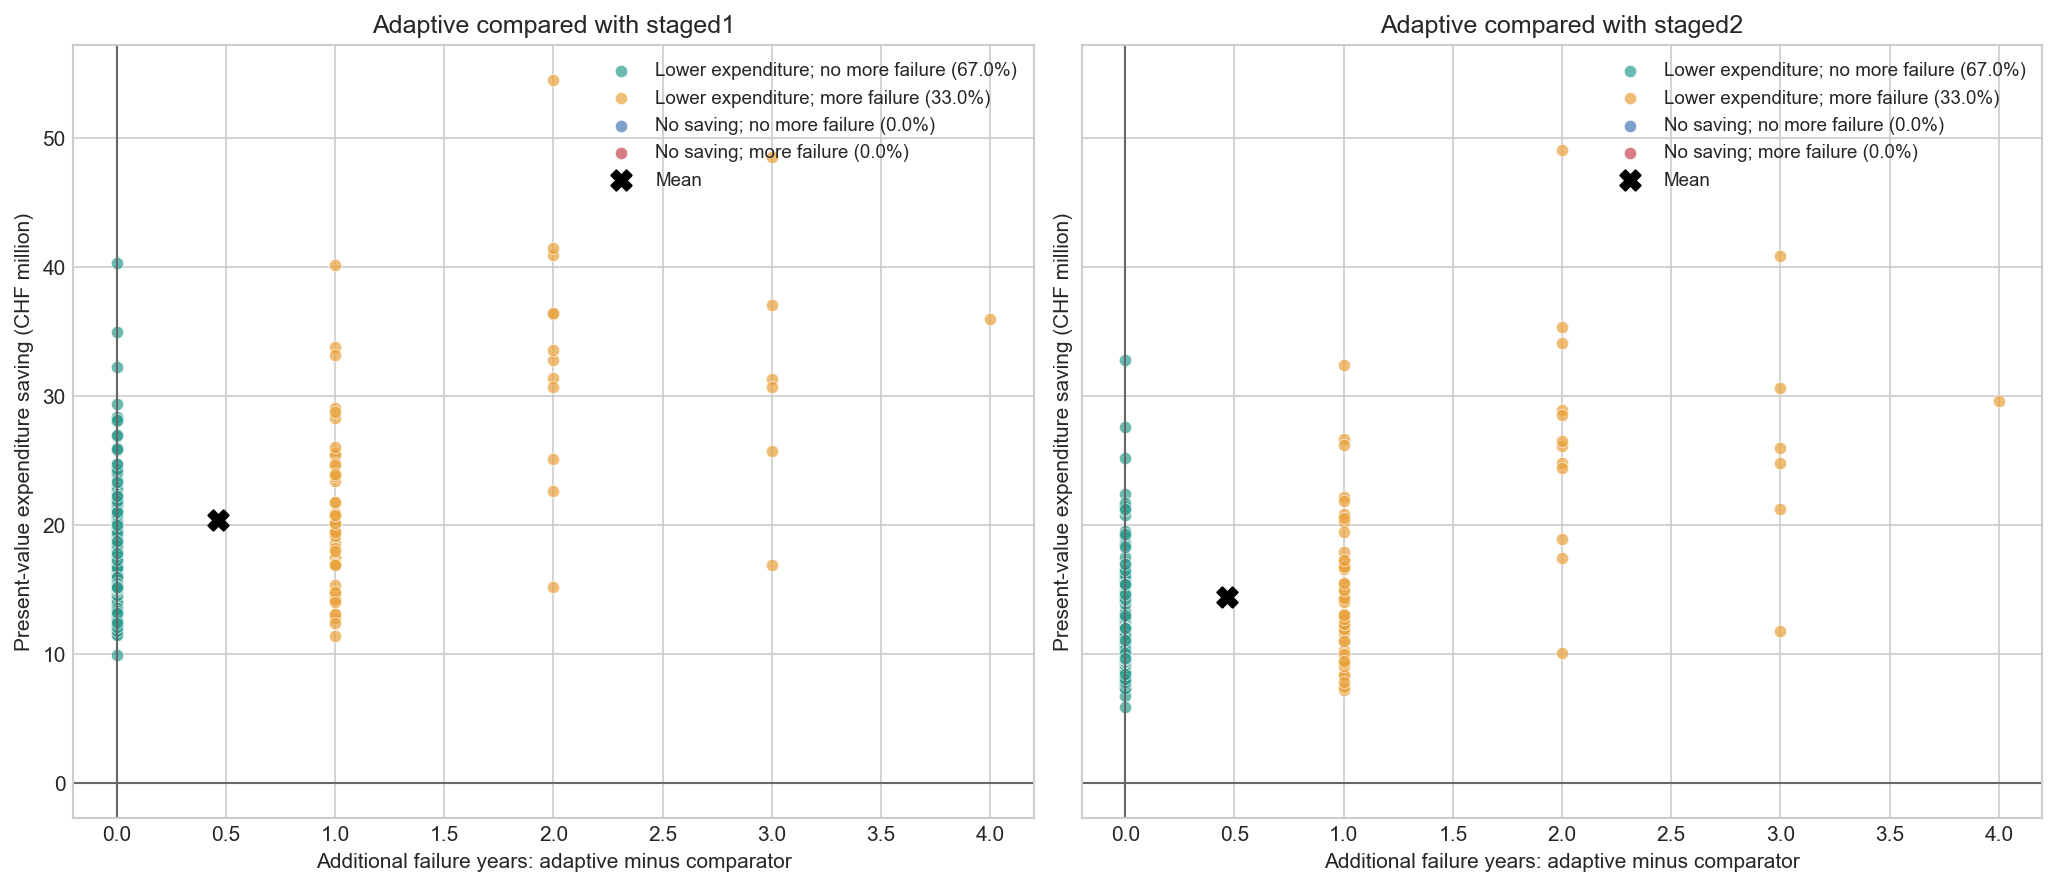 Adaptive compared with staged1
Lower expenditure; no more failure (67.0%)
Lower expenditure; more failure (33.0%)
No saving; no more failure (0.0%)
No saving; more failure (0.0%)
Mean
Present-value expenditure saving (CHF million)
50
40
30
20
10
0
0.0 0.5 1.0 1.5 2.0 2.5 3.0 3.5 4.0
Additional failure years: adaptive minus comparator
Adaptive compared with staged2
Lower expenditure; no more failure (67.0%)
Lower expenditure; more failure (33.0%)
No saving; no more failure (0.0%)
No saving; more failure (0.0%)
Mean
Present-value expenditure saving (CHF million)
0.0 0.5 1.0 1.5 2.0 2.5 3.0 3.5 4.0
Additional failure years: adaptive minus comparator